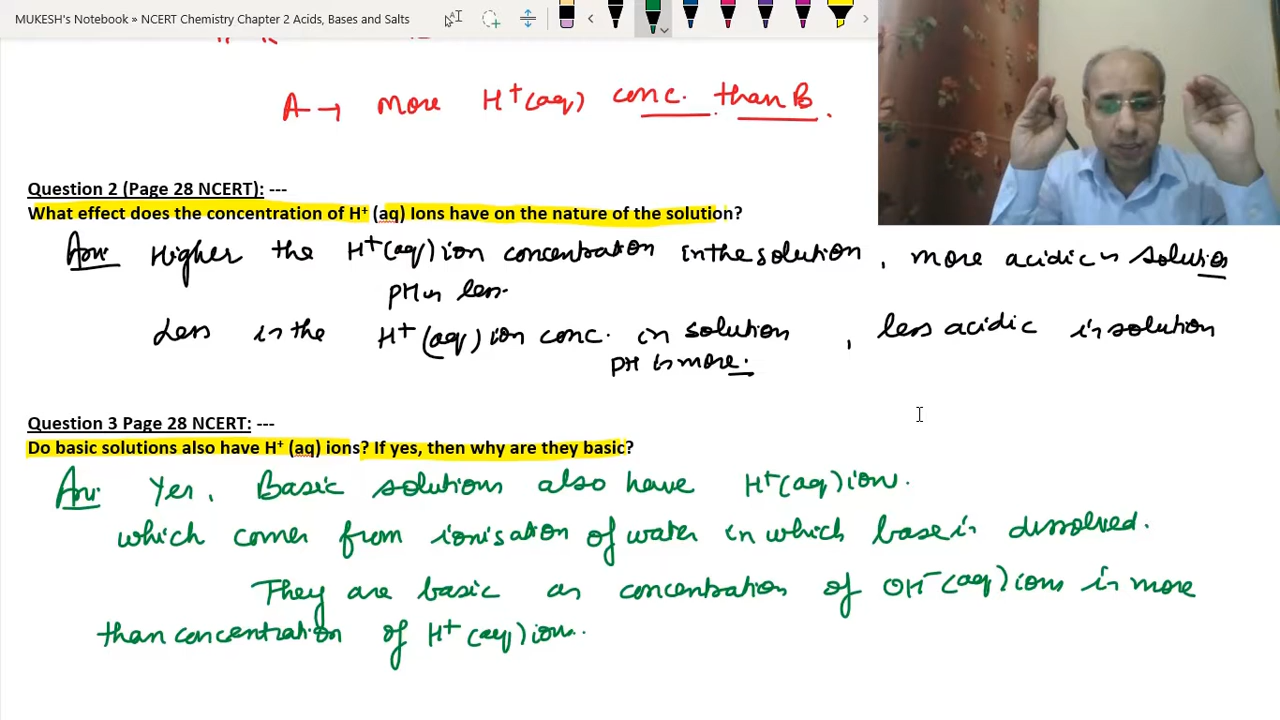 MUKESH's Notebook » NCERT Chemistry Chapter 2 Acids, Bases and Salts
A → more H⁺(aq) conc. than B.
Question 2 (Page 28 NCERT): ---
What effect does the concentration of H⁺ (aq) Ions have on the nature of the solution?
Ans: Higher the H⁺(aq) ion concentration in the solution, more acidic is solution
PH is less.
Less is the H⁺(aq) ion conc. in solution, less acidic is solution
PH is more.
Question 3 Page 28 NCERT: ---
Do basic solutions also have H⁺ (aq) ions? If yes, then why are they basic?
Ans: Yes, Basic solutions also have H⁺(aq) ion.
which comes from ionisation of water in which base is dissolved.
They are basic as concentration of OH⁻(aq) ions is more
than concentration of H⁺(aq) ion.